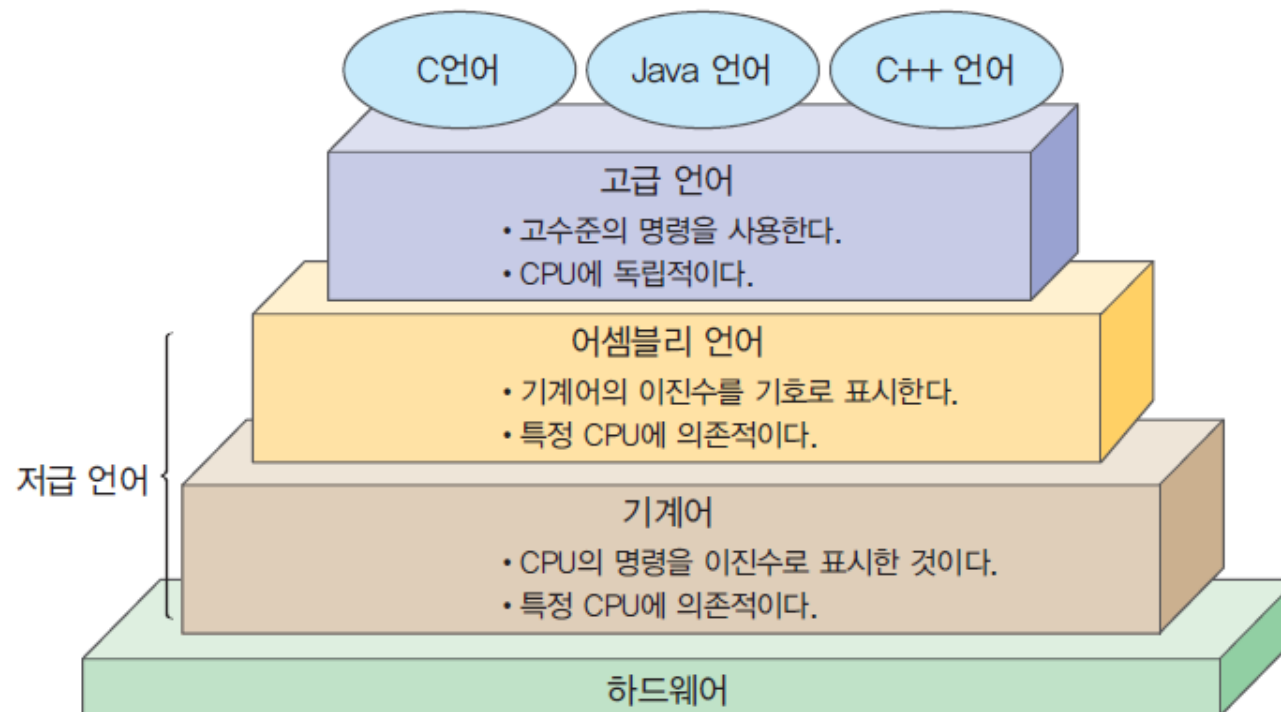 C언어
Java 언어
C++ 언어
고급 언어
• 고수준의 명령을 사용한다.
• CPU에 독립적이다.
어셈블리 언어
• 기계어의 이진수를 기호로 표시한다.
• 특정 CPU에 의존적이다.
저급 언어
기계어
• CPU의 명령을 이진수로 표시한 것이다.
• 특정 CPU에 의존적이다.
하드웨어